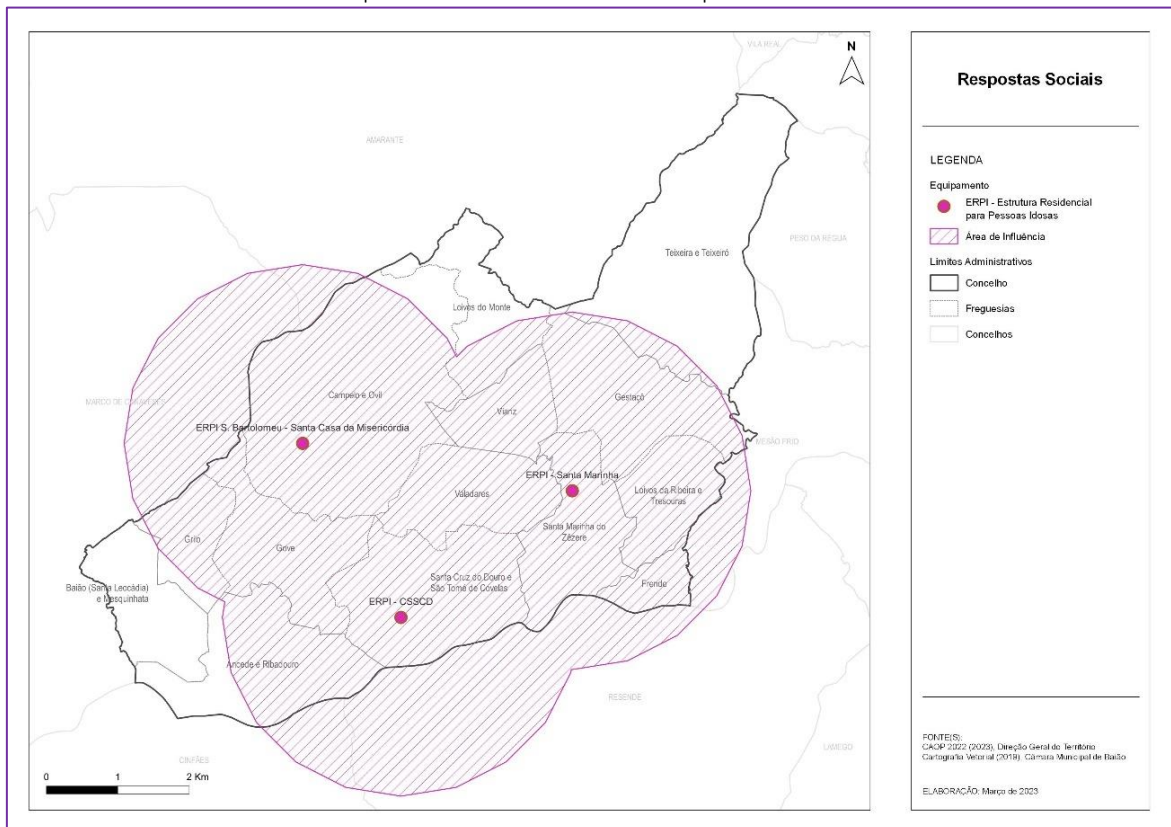 N
VILA REAL
AMARANTE
PESO DA RÉGUA
Teixeira e Teixeiró
Loivos do Monte
MARCO DE CANAVESES
Campelo e Ovil
Gestaçô
Viariz
ERPI S. Bartolomeu - Santa Casa da Misericórdia
MESÃO FRIO
ERPI - Santa Marinha
Valadares
Loivos da Ribeira e
Tresouras
Santa Marinha do
Zêzere
Grilo
Gove
Baião (Santa Leocádia)
e Mesquinhata
Santa Cruz do Douro e
São Tomé de Covelas
Frende
ERPI - CSSCD
Ancede e Ribadouro
RESENDE
LAMEGO
CINFÃES
0 1 2 Km
Respostas Sociais
LEGENDA
Equipamento
ERPI - Estrutura Residencial
para Pessoas Idosas
Área de Influência
Limites Administrativos
Concelho
Freguesias
Concelhos
FONTE(S):
CAOP 2022 (2023), Direção Geral do Território
Cartografia Vetorial (2019), Câmara Municipal de Baião
ELABORAÇÃO: Março de 2023